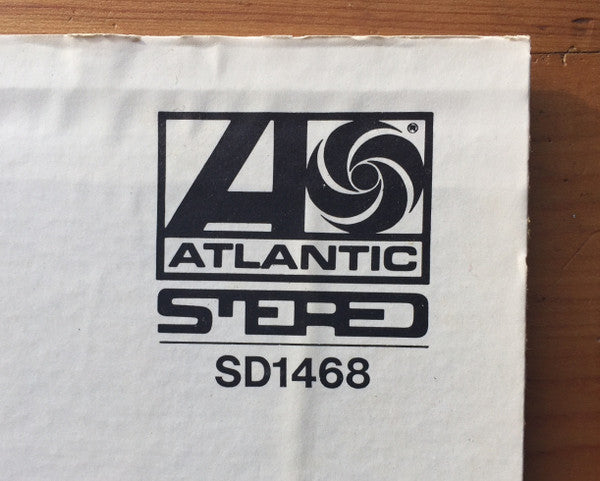 A
®
ATLANTIC
STEREO
SD1468